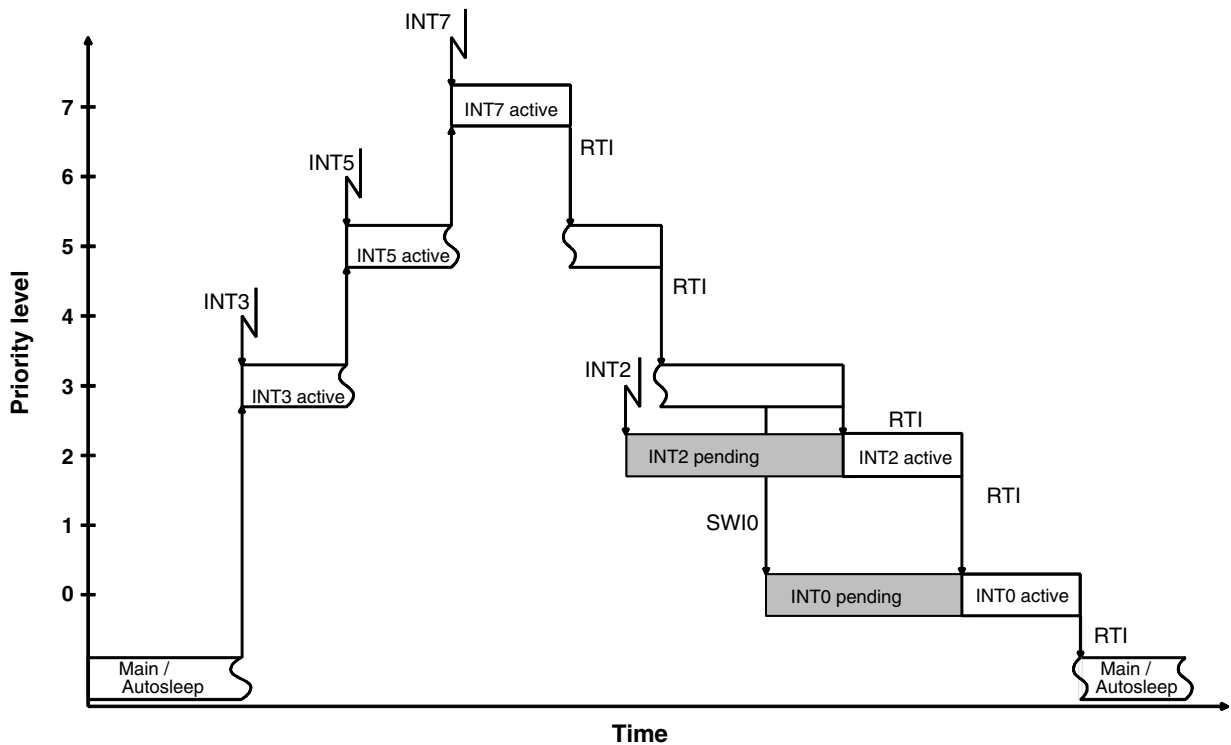 INT7
7
INT7 active
RTI
INT5
6
5
INT5 active
RTI
INT3
4
Priority level
INT2
3
INT3 active
RTI
2
INT2 pending
INT2 active
RTI
1
SWI0
0
INT0 pending
INT0 active
RTI
Main /
Autosleep
Main /
Autosleep
Time